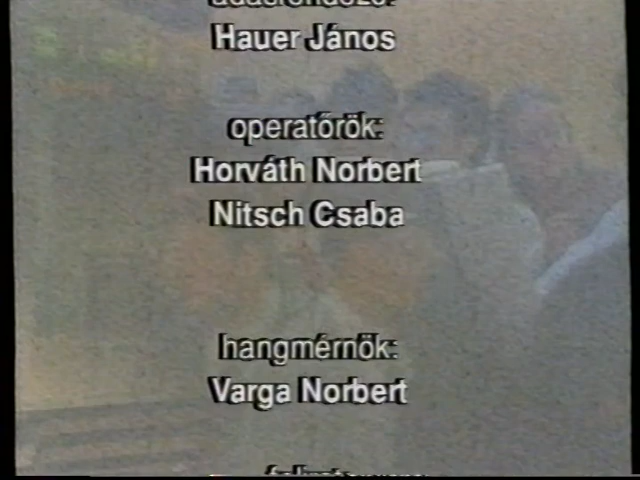 Hauer János
operatőrök:
Horváth Norbert
Nitsch Csaba
hangmérnök:
Varga Norbert